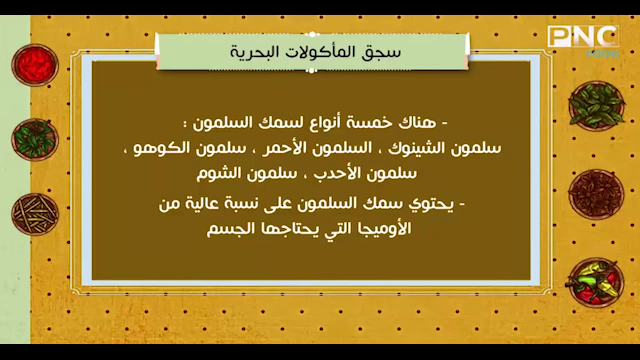 PNC
FOOD
سجق المأكولات البحرية
- هناك خمسة أنواع لسمك السلمون :
سلمون الشينوك ، السلمون الأحمر ، سلمون الكوهو ،
سلمون الأحدب ، سلمون الشوم
- يحتوي سمك السلمون على نسبة عالية من
الأوميجا التي يحتاجها الجسم